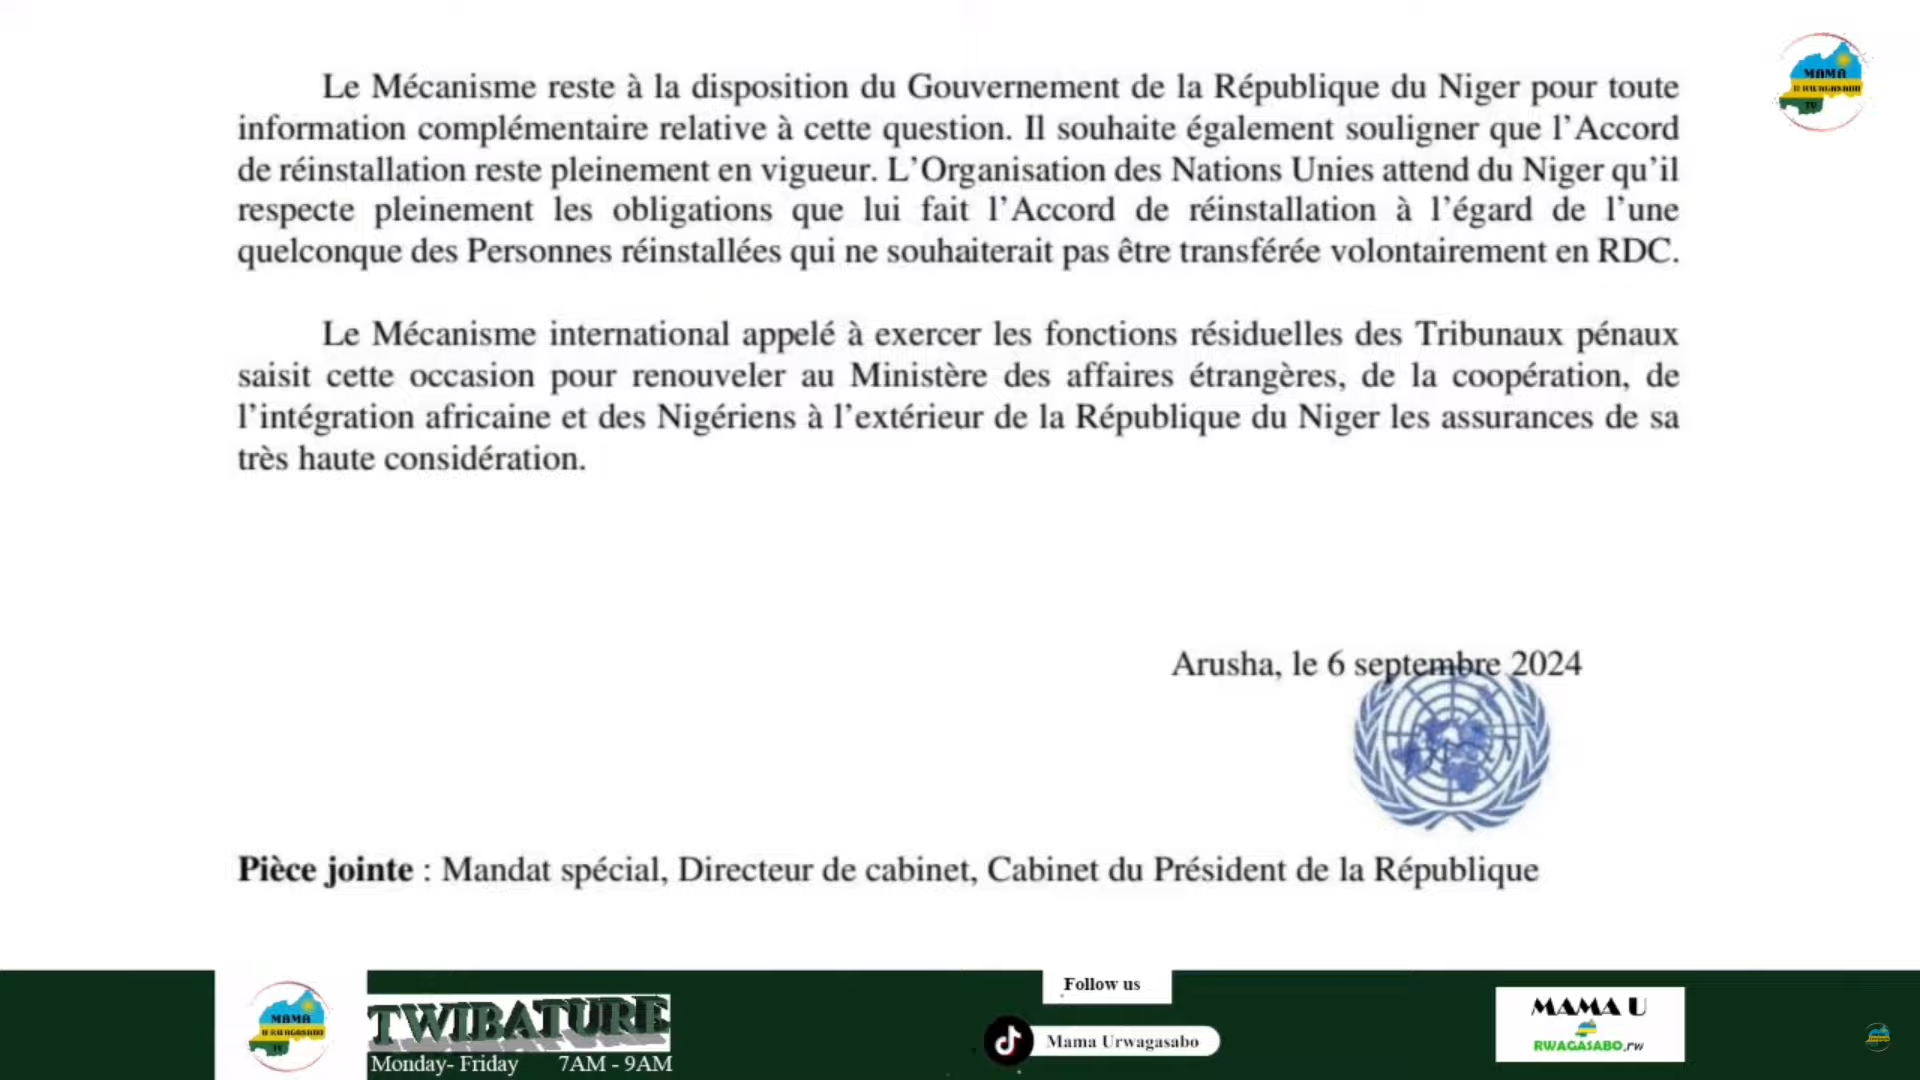 Le Mécanisme reste à la disposition du Gouvernement de la République du Niger pour toute
information complémentaire relative à cette question. Il souhaite également souligner que l’Accord
de réinstallation reste pleinement en vigueur. L’Organisation des Nations Unies attend du Niger qu’il
respecte pleinement les obligations que lui fait l’Accord de réinstallation à l’égard de l’une
quelconque des Personnes réinstallées qui ne souhaiterait pas être transférée volontairement en RDC.
Le Mécanisme international appelé à exercer les fonctions résiduelles des Tribunaux pénaux
saisit cette occasion pour renouveler au Ministère des affaires étrangères, de la coopération, de
l’intégration africaine et des Nigériens à l’extérieur de la République du Niger les assurances de sa
très haute considération.
Arusha, le 6 septembre 2024
Pièce jointe : Mandat spécial, Directeur de cabinet, Cabinet du Président de la République
MAMA
URWAGASABO
TV
MAMA
URWAGASABO
TV
TWIBATURE
Monday- Friday 7AM - 9AM
Follow us
Mama Urwagasabo
MAMA U
RWAGASABO.rw